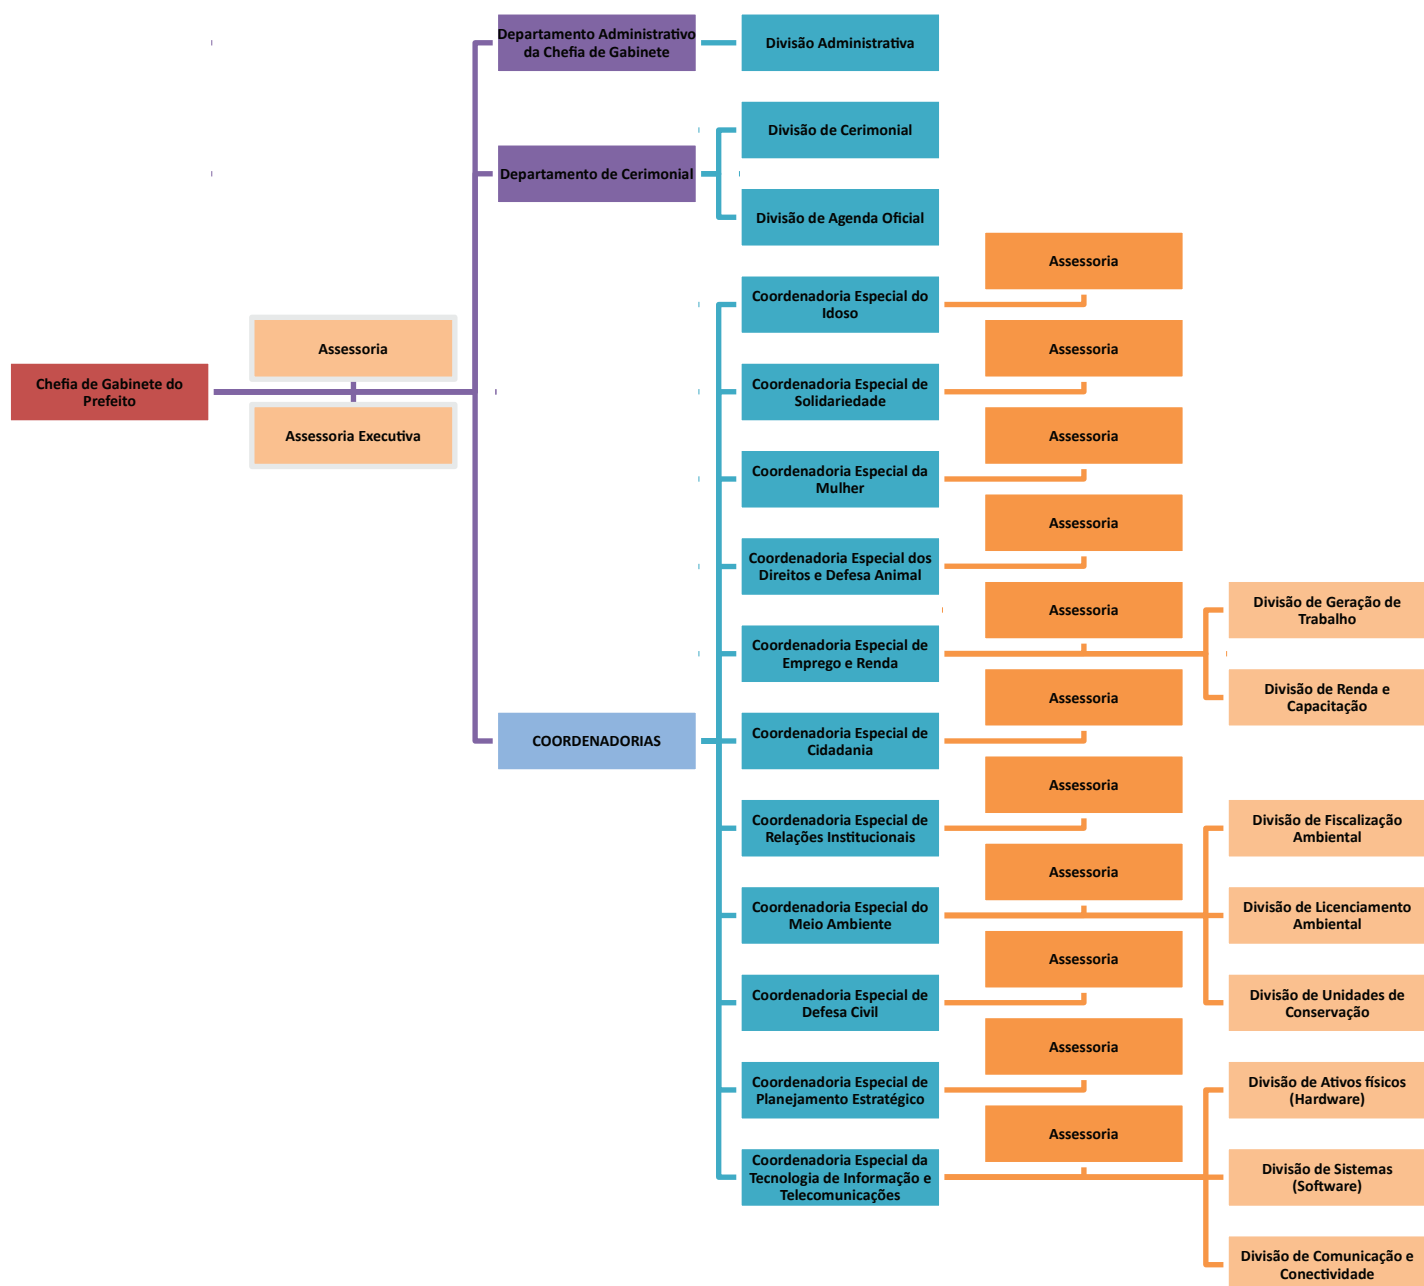 Departamento Administrativo
da Chefia de Gabinete
Divisão Administrativa
Divisão de Cerimonial
Departamento de Cerimonial
Divisão de Agenda Oficial
Assessoria
Coordenadoria Especial do
Idoso
Assessoria
Assessoria
Chefia de Gabinete do
Prefeito
Coordenadoria Especial de
Solidariedade
Assessoria Executiva
Assessoria
Coordenadoria Especial da
Mulher
Assessoria
Coordenadoria Especial dos
Direitos e Defesa Animal
Assessoria
Divisão de Geração de
Trabalho
Coordenadoria Especial de
Emprego e Renda
Assessoria
Divisão de Renda e
Capacitação
COORDENADORIAS
Coordenadoria Especial de
Cidadania
Assessoria
Coordenadoria Especial de
Relações Institucionais
Divisão de Fiscalização
Ambiental
Assessoria
Coordenadoria Especial do
Meio Ambiente
Divisão de Licenciamento
Ambiental
Assessoria
Coordenadoria Especial de
Defesa Civil
Divisão de Unidades de
Conservação
Assessoria
Coordenadoria Especial de
Planejamento Estratégico
Divisão de Ativos físicos
(Hardware)
Assessoria
Coordenadoria Especial da
Tecnologia de Informação e
Telecomunicações
Divisão de Sistemas
(Software)
Divisão de Comunicação e
Conectividade